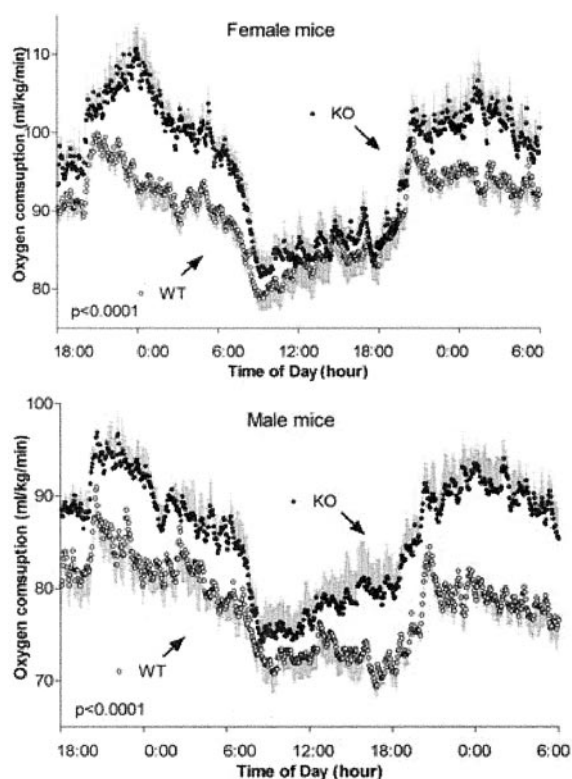 Female mice
110
KO
100
90
80
WT
p<0.0001
Oxygen comsuption (ml/kg/min)
18:00 0:00 6:00 12:00 18:00 0:00 6:00
Time of Day (hour)
Male mice
100
KO
90
80
70
WT
p<0.0001
Oxygen comsuption (ml/kg/min)
18:00 0:00 6:00 12:00 18:00 0:00 6:00
Time of Day (hour)